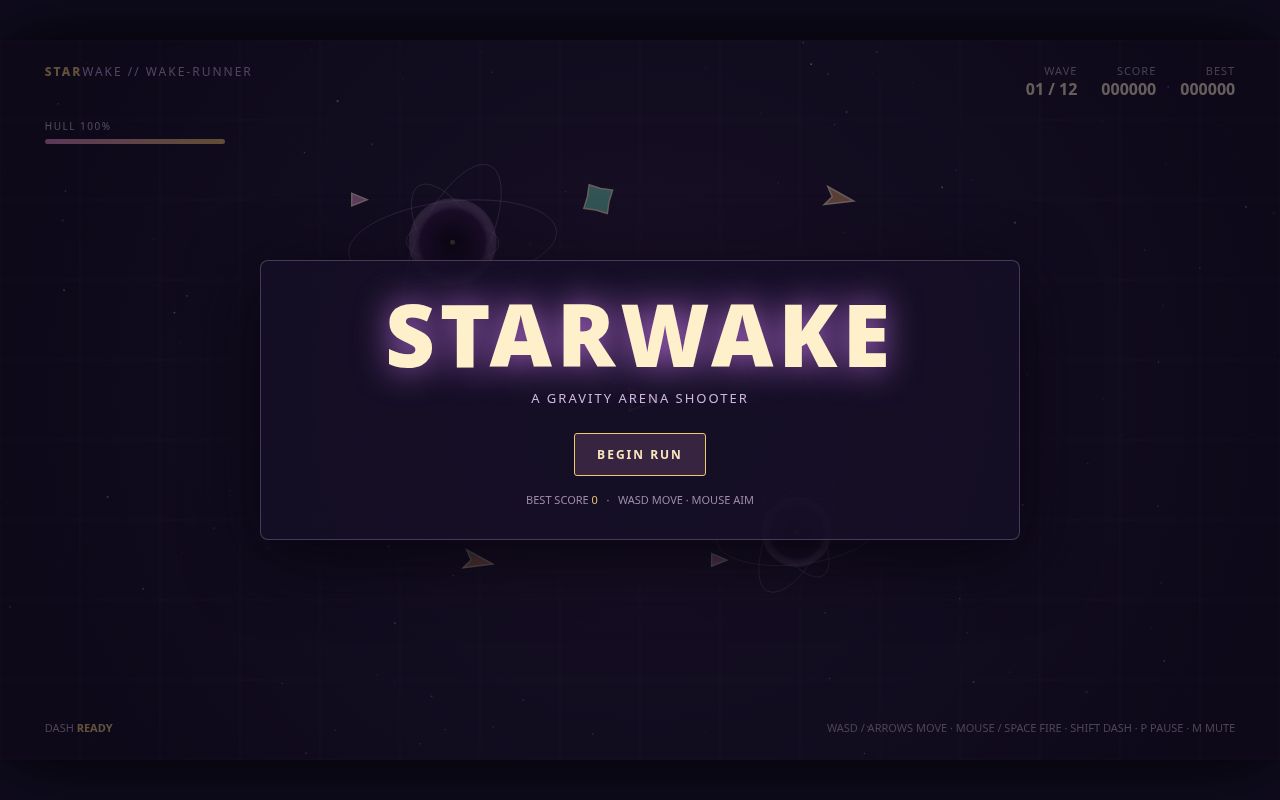 STARWAKE // WAKE-RUNNER
WAVE SCORE BEST
01 / 12 000000 000000
HULL 100%
STARWAKE
A GRAVITY ARENA SHOOTER
BEGIN RUN
BEST SCORE 0 · WASD MOVE · MOUSE AIM
DASH READY
WASD / ARROWS MOVE · MOUSE / SPACE FIRE · SHIFT DASH · P PAUSE · M MUTE